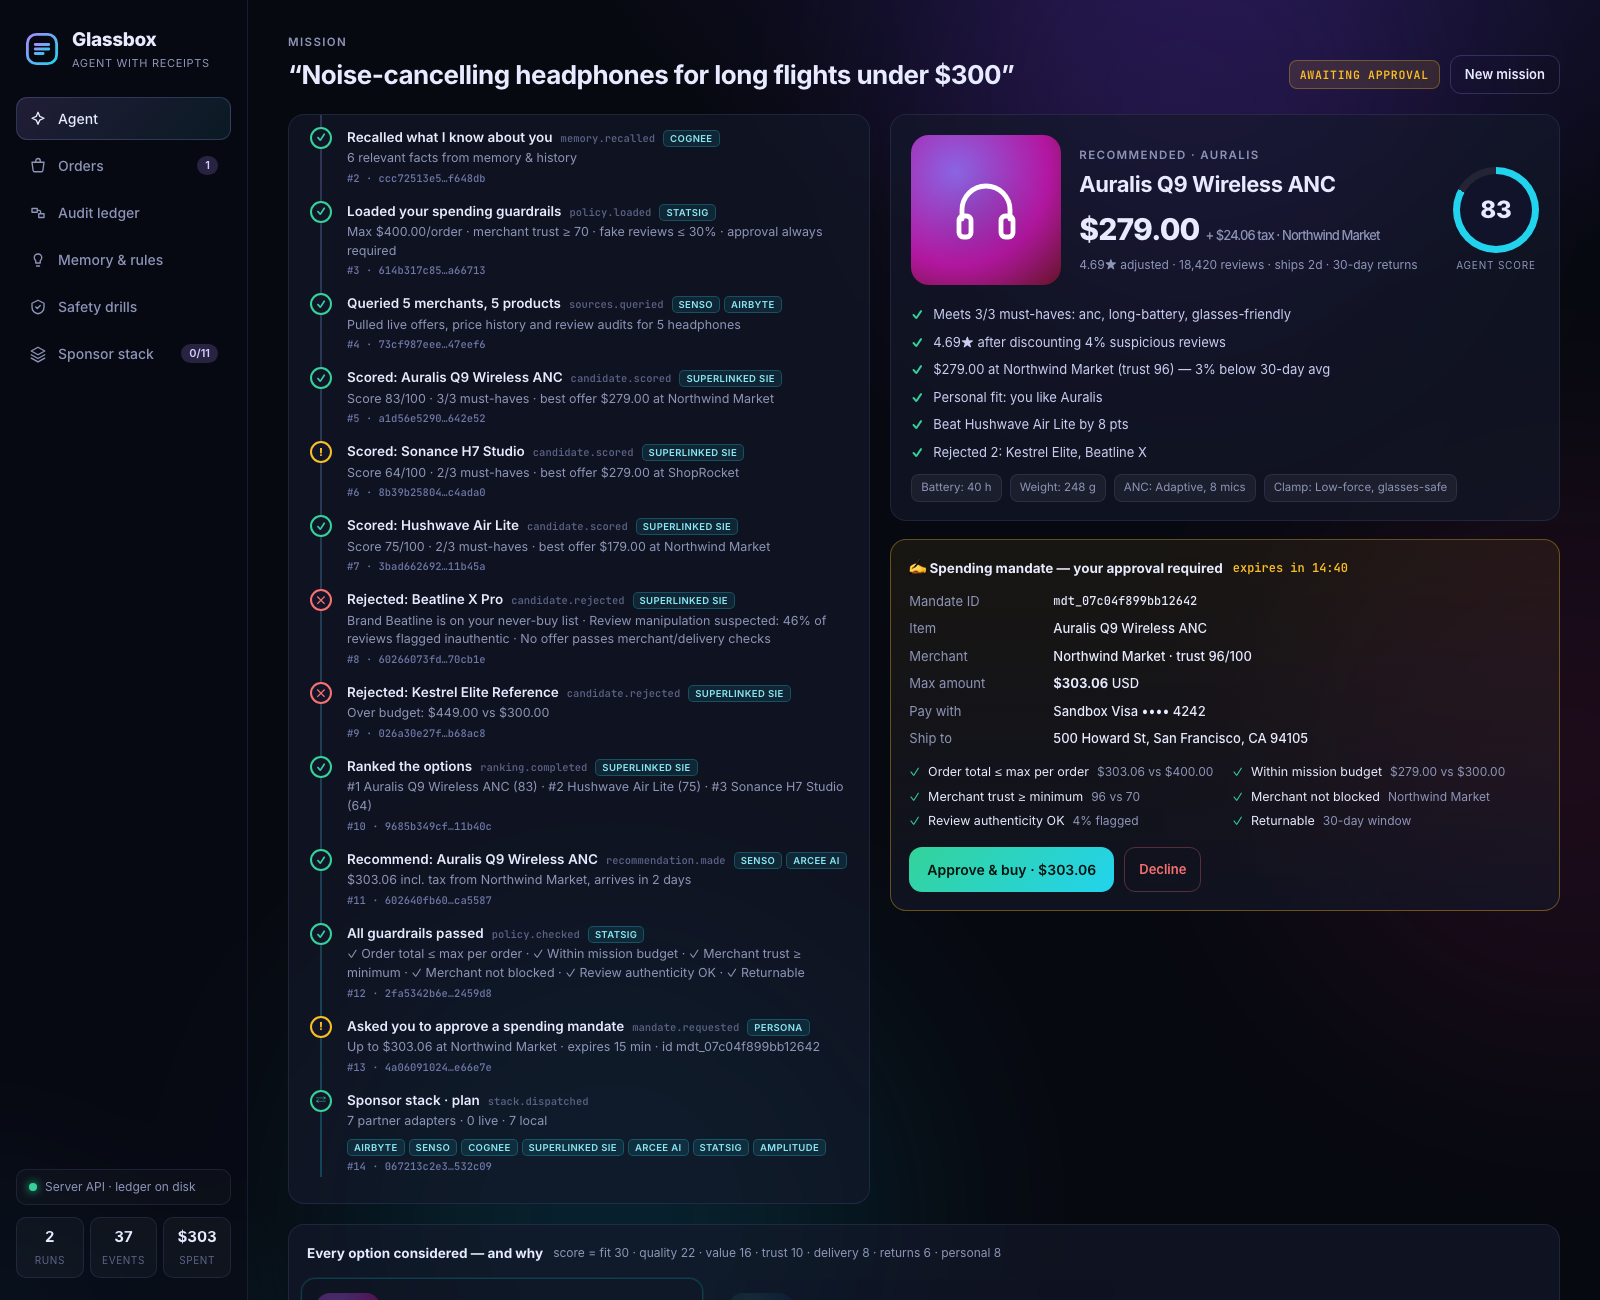 Glassbox
AGENT WITH RECEIPTS
Agent
Orders 1
Audit ledger
Memory & rules
Safety drills
Sponsor stack 0/11
Server API · ledger on disk
2 RUNS
37 EVENTS
$303 SPENT
MISSION
“Noise-cancelling headphones for long flights under $300”
AWAITING APPROVAL
New mission
Recalled what I know about you memory.recalled COGNEE
6 relevant facts from memory & history
#2 · ccc72513e5…f648db
Loaded your spending guardrails policy.loaded STATSIG
Max $400.00/order · merchant trust ≥ 70 · fake reviews ≤ 30% · approval always
required
#3 · 614b317c85…a66713
Queried 5 merchants, 5 products sources.queried SENSO AIRBYTE
Pulled live offers, price history and review audits for 5 headphones
#4 · 73cf987eee…47eef6
Scored: Auralis Q9 Wireless ANC candidate.scored SUPERLINKED SIE
Score 83/100 · 3/3 must-haves · best offer $279.00 at Northwind Market
#5 · a1d56e5290…642e52
Scored: Sonance H7 Studio candidate.scored SUPERLINKED SIE
Score 64/100 · 2/3 must-haves · best offer $279.00 at ShopRocket
#6 · 8b39b25804…c4ada0
Scored: Hushwave Air Lite candidate.scored SUPERLINKED SIE
Score 75/100 · 2/3 must-haves · best offer $179.00 at Northwind Market
#7 · 3bad662692…11b45a
Rejected: Beatline X Pro candidate.rejected SUPERLINKED SIE
Brand Beatline is on your never-buy list · Review manipulation suspected: 46% of
reviews flagged inauthentic · No offer passes merchant/delivery checks
#8 · 60266073fd…70cb1e
Rejected: Kestrel Elite Reference candidate.rejected SUPERLINKED SIE
Over budget: $449.00 vs $300.00
#9 · 026a30e27f…b68ac8
Ranked the options ranking.completed SUPERLINKED SIE
#1 Auralis Q9 Wireless ANC (83) · #2 Hushwave Air Lite (75) · #3 Sonance H7 Studio
(64)
#10 · 9685b349cf…11b40c
Recommend: Auralis Q9 Wireless ANC recommendation.made SENSO ARCEE AI
$303.06 incl. tax from Northwind Market, arrives in 2 days
#11 · 602640fb60…ca5587
All guardrails passed policy.checked STATSIG
✓ Order total ≤ max per order · ✓ Within mission budget · ✓ Merchant trust ≥
minimum · ✓ Merchant not blocked · ✓ Review authenticity OK · ✓ Returnable
#12 · 2fa5342b6e…2459d8
Asked you to approve a spending mandate mandate.requested PERSONA
Up to $303.06 at Northwind Market · expires 15 min · id mdt_07c04f899bb12642
#13 · 4a06091024…e66e7e
Sponsor stack · plan stack.dispatched
7 partner adapters · 0 live · 7 local
AIRBYTE SENSO COGNEE SUPERLINKED SIE ARCEE AI STATSIG AMPLITUDE
#14 · 067213c2e3…532c09
RECOMMENDED · AURALIS
Auralis Q9 Wireless ANC
$279.00 + $24.06 tax · Northwind Market
4.69★ adjusted · 18,420 reviews · ships 2d · 30-day returns
83
AGENT SCORE
✓ Meets 3/3 must-haves: anc, long-battery, glasses-friendly
✓ 4.69★ after discounting 4% suspicious reviews
✓ $279.00 at Northwind Market (trust 96) — 3% below 30-day avg
✓ Personal fit: you like Auralis
✓ Beat Hushwave Air Lite by 8 pts
✓ Rejected 2: Kestrel Elite, Beatline X
Battery: 40 h
Weight: 248 g
ANC: Adaptive, 8 mics
Clamp: Low-force, glasses-safe
✍️ Spending mandate — your approval required expires in 14:40
Mandate ID mdt_07c04f899bb12642
Item Auralis Q9 Wireless ANC
Merchant Northwind Market · trust 96/100
Max amount $303.06 USD
Pay with Sandbox Visa •••• 4242
Ship to 500 Howard St, San Francisco, CA 94105
✓ Order total ≤ max per order $303.06 vs $400.00 ✓ Within mission budget $279.00 vs $300.00
✓ Merchant trust ≥ minimum 96 vs 70 ✓ Merchant not blocked Northwind Market
✓ Review authenticity OK 4% flagged ✓ Returnable 30-day window
Approve & buy · $303.06
Decline
Every option considered — and why score = fit 30 · quality 22 · value 16 · trust 10 · delivery 8 · returns 6 · personal 8